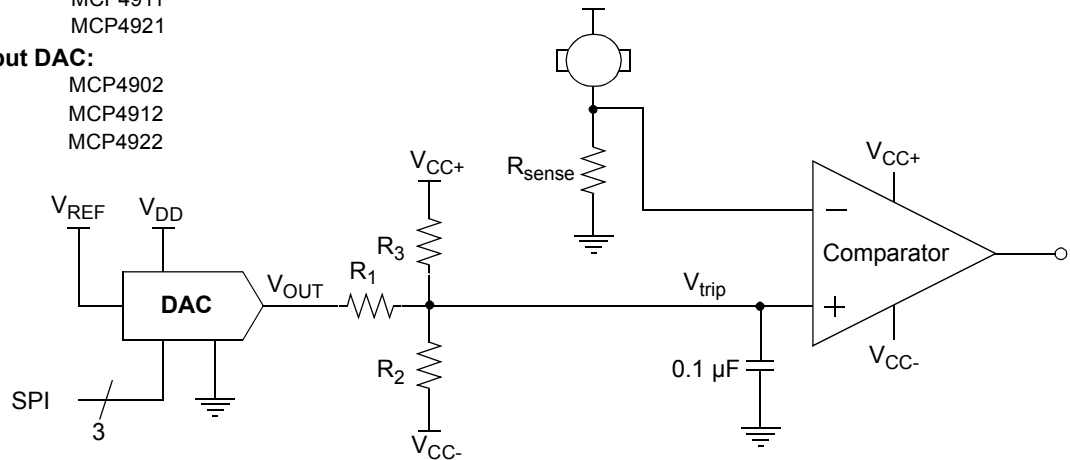 MCP4921
put DAC:
MCP4902
MCP4912
MCP4922
VCC+
Rsense
VCC+
VREF
VDD
R3
Comparator
DAC
VOUT
R1
Vtrip
R2
0.1 µF
VCC-
SPI
3
VCC-
−
+